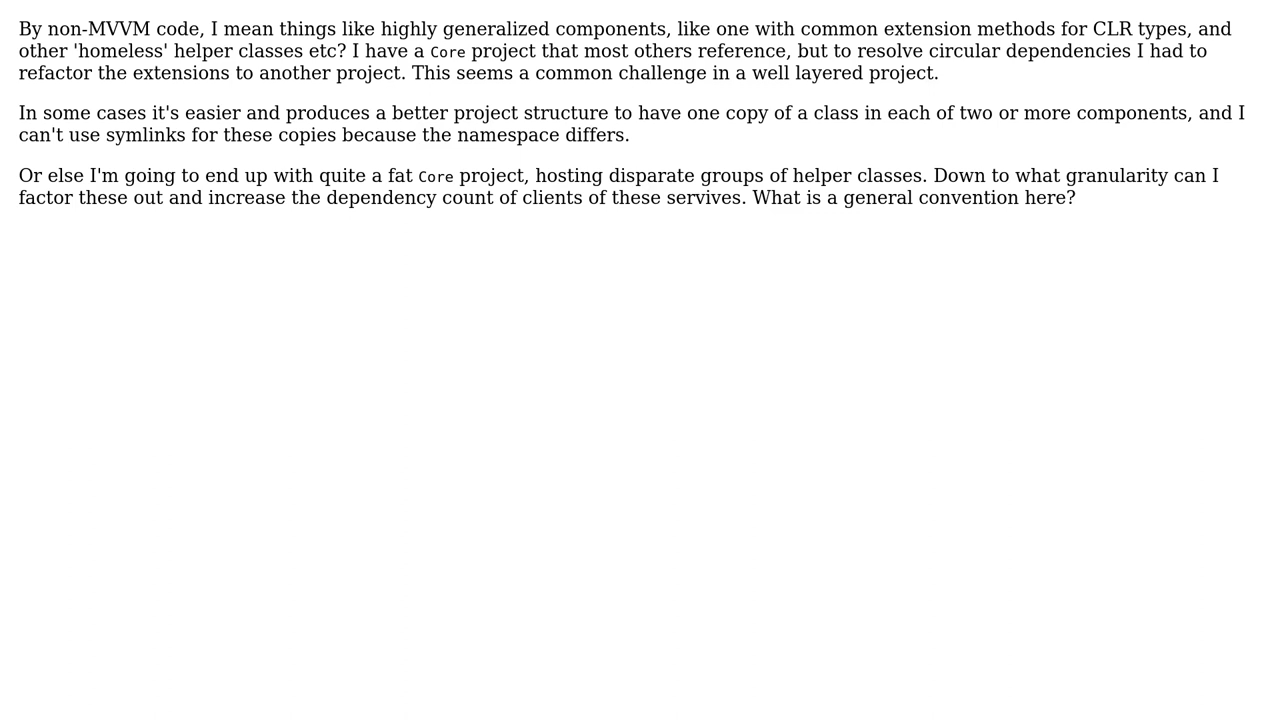 By non-MVVM code, I mean things like highly generalized components, like one with common extension methods for CLR types, and
other 'homeless' helper classes etc? I have a Core project that most others reference, but to resolve circular dependencies I had to
refactor the extensions to another project. This seems a common challenge in a well layered project.
In some cases it's easier and produces a better project structure to have one copy of a class in each of two or more components, and I
can't use symlinks for these copies because the namespace differs.
Or else I'm going to end up with quite a fat Core project, hosting disparate groups of helper classes. Down to what granularity can I
factor these out and increase the dependency count of clients of these servives. What is a general convention here?